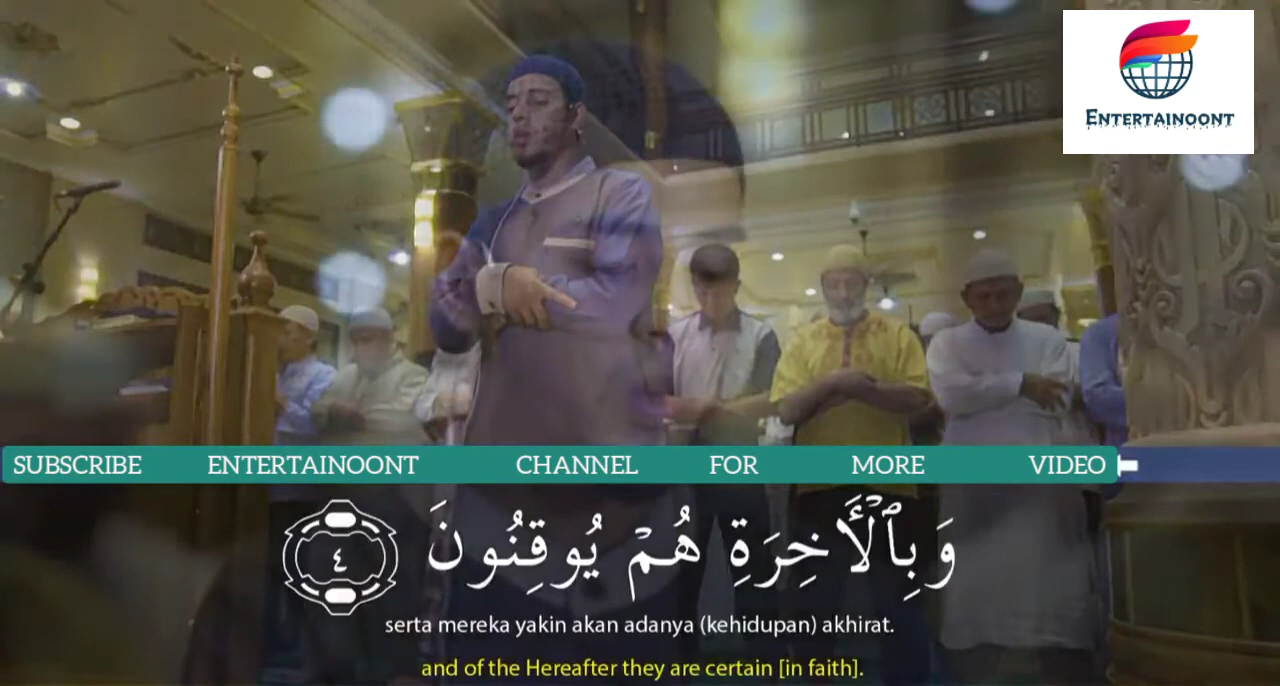 ENTERTAINOONT
SUBSCRIBE ENTERTAINOONT CHANNEL FOR MORE VIDEO
وَبِٱلْأَخِرَةِ هُمْ يُوقِنُونَ ٤
serta mereka yakin akan adanya (kehidupan) akhirat.
and of the Hereafter they are certain [in faith].